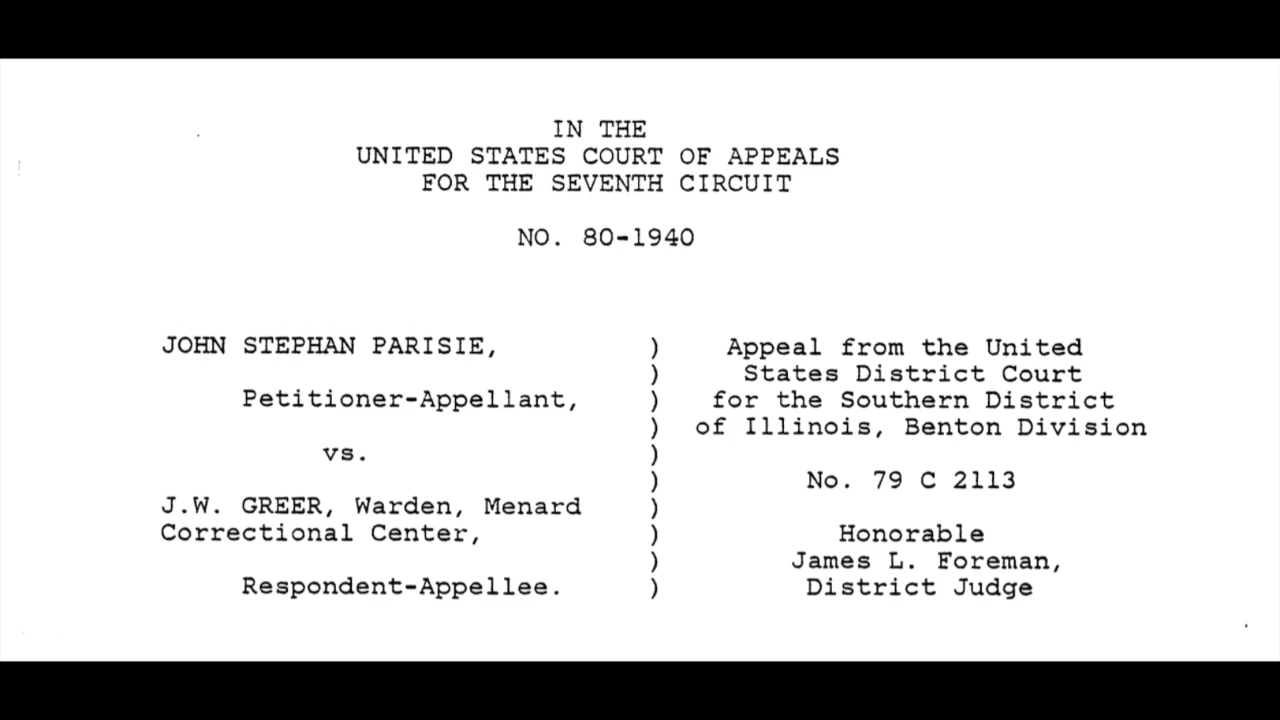 IN THE
UNITED STATES COURT OF APPEALS
FOR THE SEVENTH CIRCUIT
NO. 80-1940
JOHN STEPHAN PARISIE,
Petitioner-Appellant,
vs.
J.W. GREER, Warden, Menard
Correctional Center,
Respondent-Appellee.
)
)
)
)
)
)
)
)
)
)
Appeal from the United
States District Court
for the Southern District
of Illinois, Benton Division
No. 79 C 2113
Honorable
James L. Foreman,
District Judge